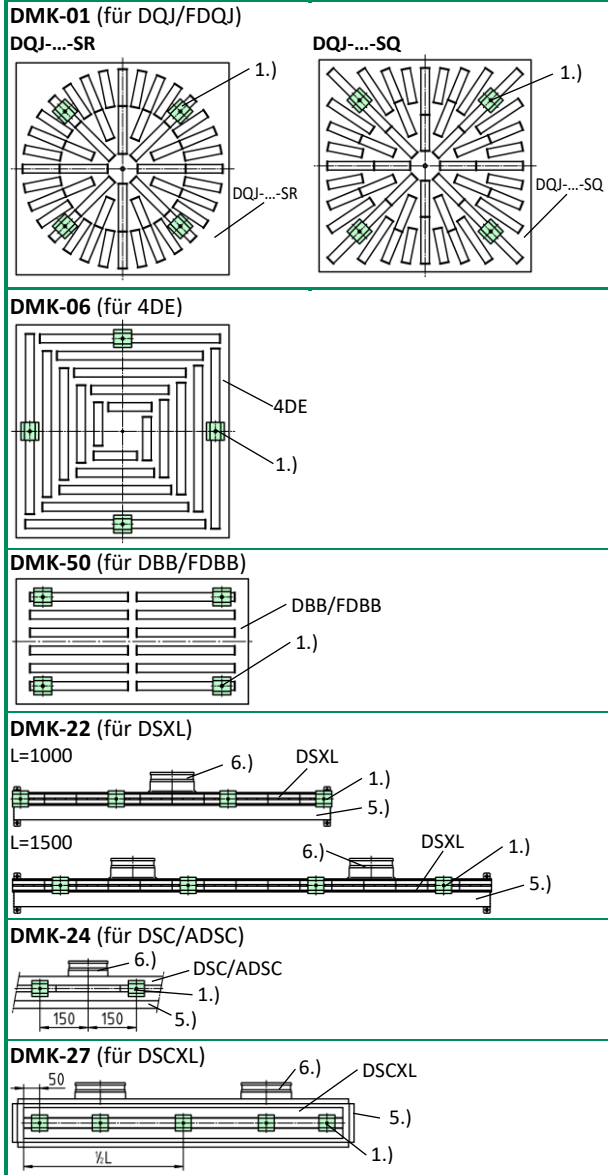 DMK-01 (für DQJ/FDQJ)
DQJ-...-SR
DQJ-...-SQ
1.)
1.)
DQJ-...-SR
DQJ-...-SQ
DMK-06 (für 4DE)
4DE
1.)
DMK-50 (für DBB/FDBB)
DBB/FDBB
1.)
DMK-22 (für DSXL)
L=1000
6.)
DSXL
1.)
5.)
L=1500
6.)
DSXL
1.)
5.)
DMK-24 (für DSC/ADSC)
6.)
DSC/ADSC
1.)
5.)
150
150
DMK-27 (für DSCXL)
50
6.)
DSCXL
5.)
1.)
½L